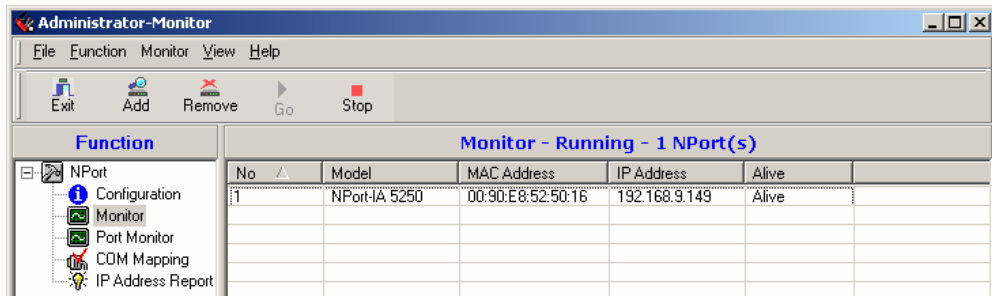 Administrator-Monitor
File Function Monitor View Help
Exit Add Remove Go Stop
Function
Monitor - Running - 1 NPort(s)
NPort
Configuration
Monitor
Port Monitor
COM Mapping
IP Address Report
No Model MAC Address IP Address Alive
1 NPort-IA 5250 00:90:E8:52:50:16 192.168.9.149 Alive